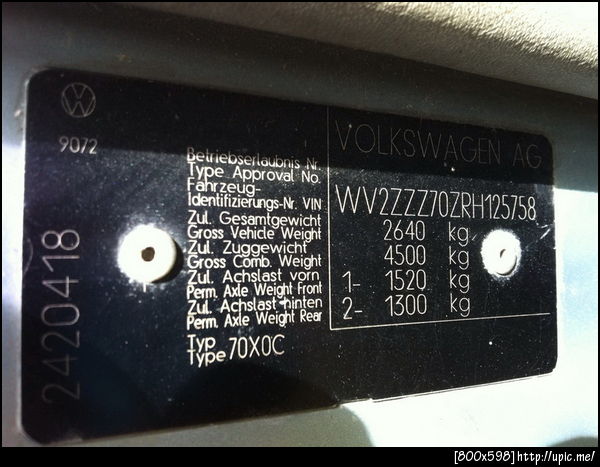 VW
9072
2420418
VOLKSWAGEN AG
Betriebserlaubnis Nr.
Type Approval No.
Fahrzeug-
Identifizierungs-Nr. VIN WV2ZZZ70ZRH125758
Zul. Gesamtgewicht
Gross Vehicle Weight 2640 kg
Zul. Zuggewicht
Gross Comb. Weight 4500 kg
Zul. Achslast vorn
Perm. Axle Weight Front 1- 1520 kg
Zul. Achslast hinten
Perm. Axle Weight Rear 2- 1300 kg
Typ
Type 70X0C
[800x598]http://upic.me/